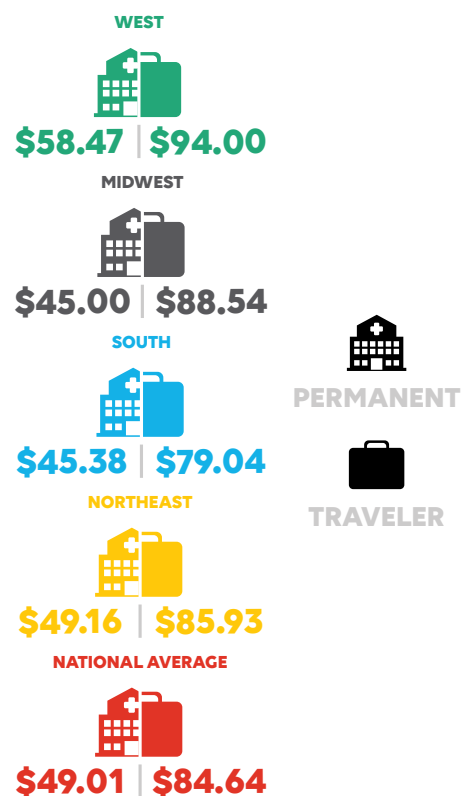 WEST
$58.47 | $94.00
MIDWEST
$45.00 | $88.54
SOUTH
$45.38 | $79.04
NORTHEAST
$49.16 | $85.93
NATIONAL AVERAGE
$49.01 | $84.64
PERMANENT
TRAVELER